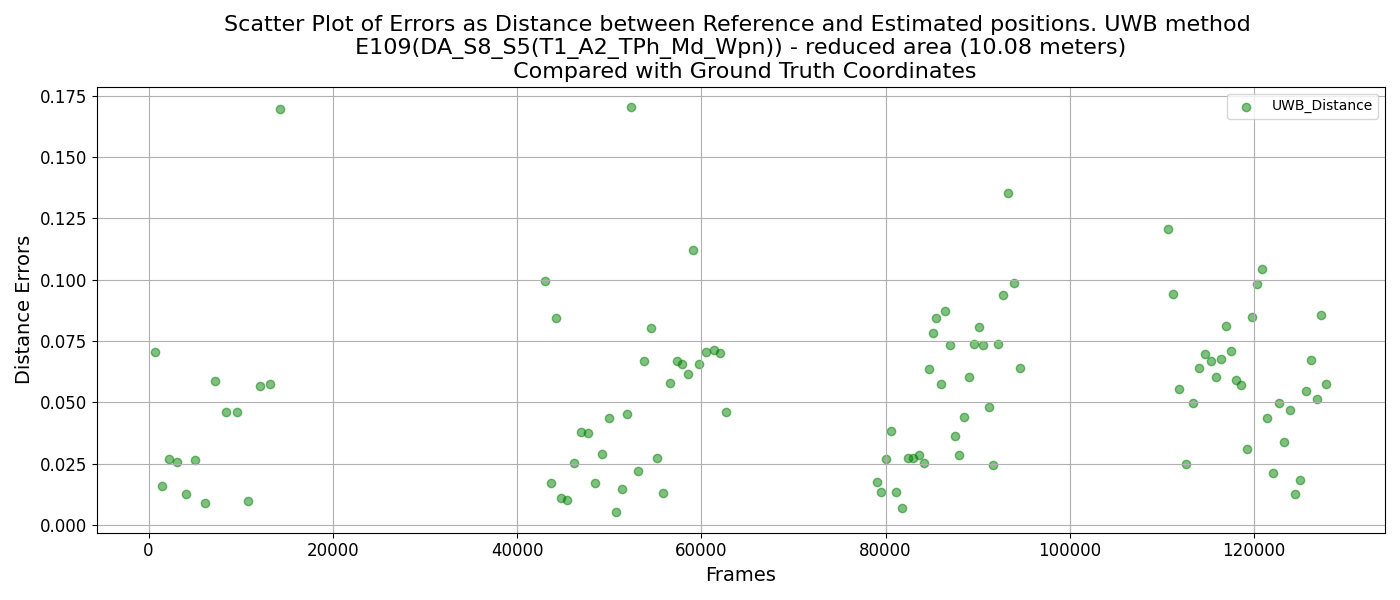 Scatter Plot of Errors as Distance between Reference and Estimated positions. UWB method
E109(DA_S8_S5(T1_A2_TPh_Md_Wpn)) - reduced area (10.08 meters)
Compared with Ground Truth Coordinates
UWB_Distance
Distance Errors
0.175
0.150
0.125
0.100
0.075
0.050
0.025
0.000
0 20000 40000 60000 80000 100000 120000
Frames